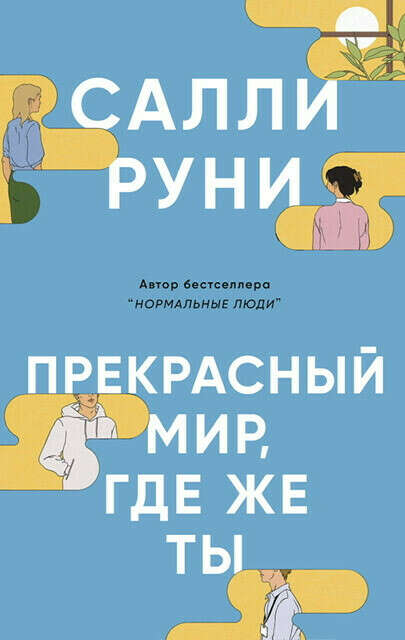 САЛЛИ
РУНИ
Автор бестселлера
“НОРМАЛЬНЫЕ ЛЮДИ”
ПРЕКРАСНЫЙ
МИР,
ГДЕ ЖЕ
ТЫ